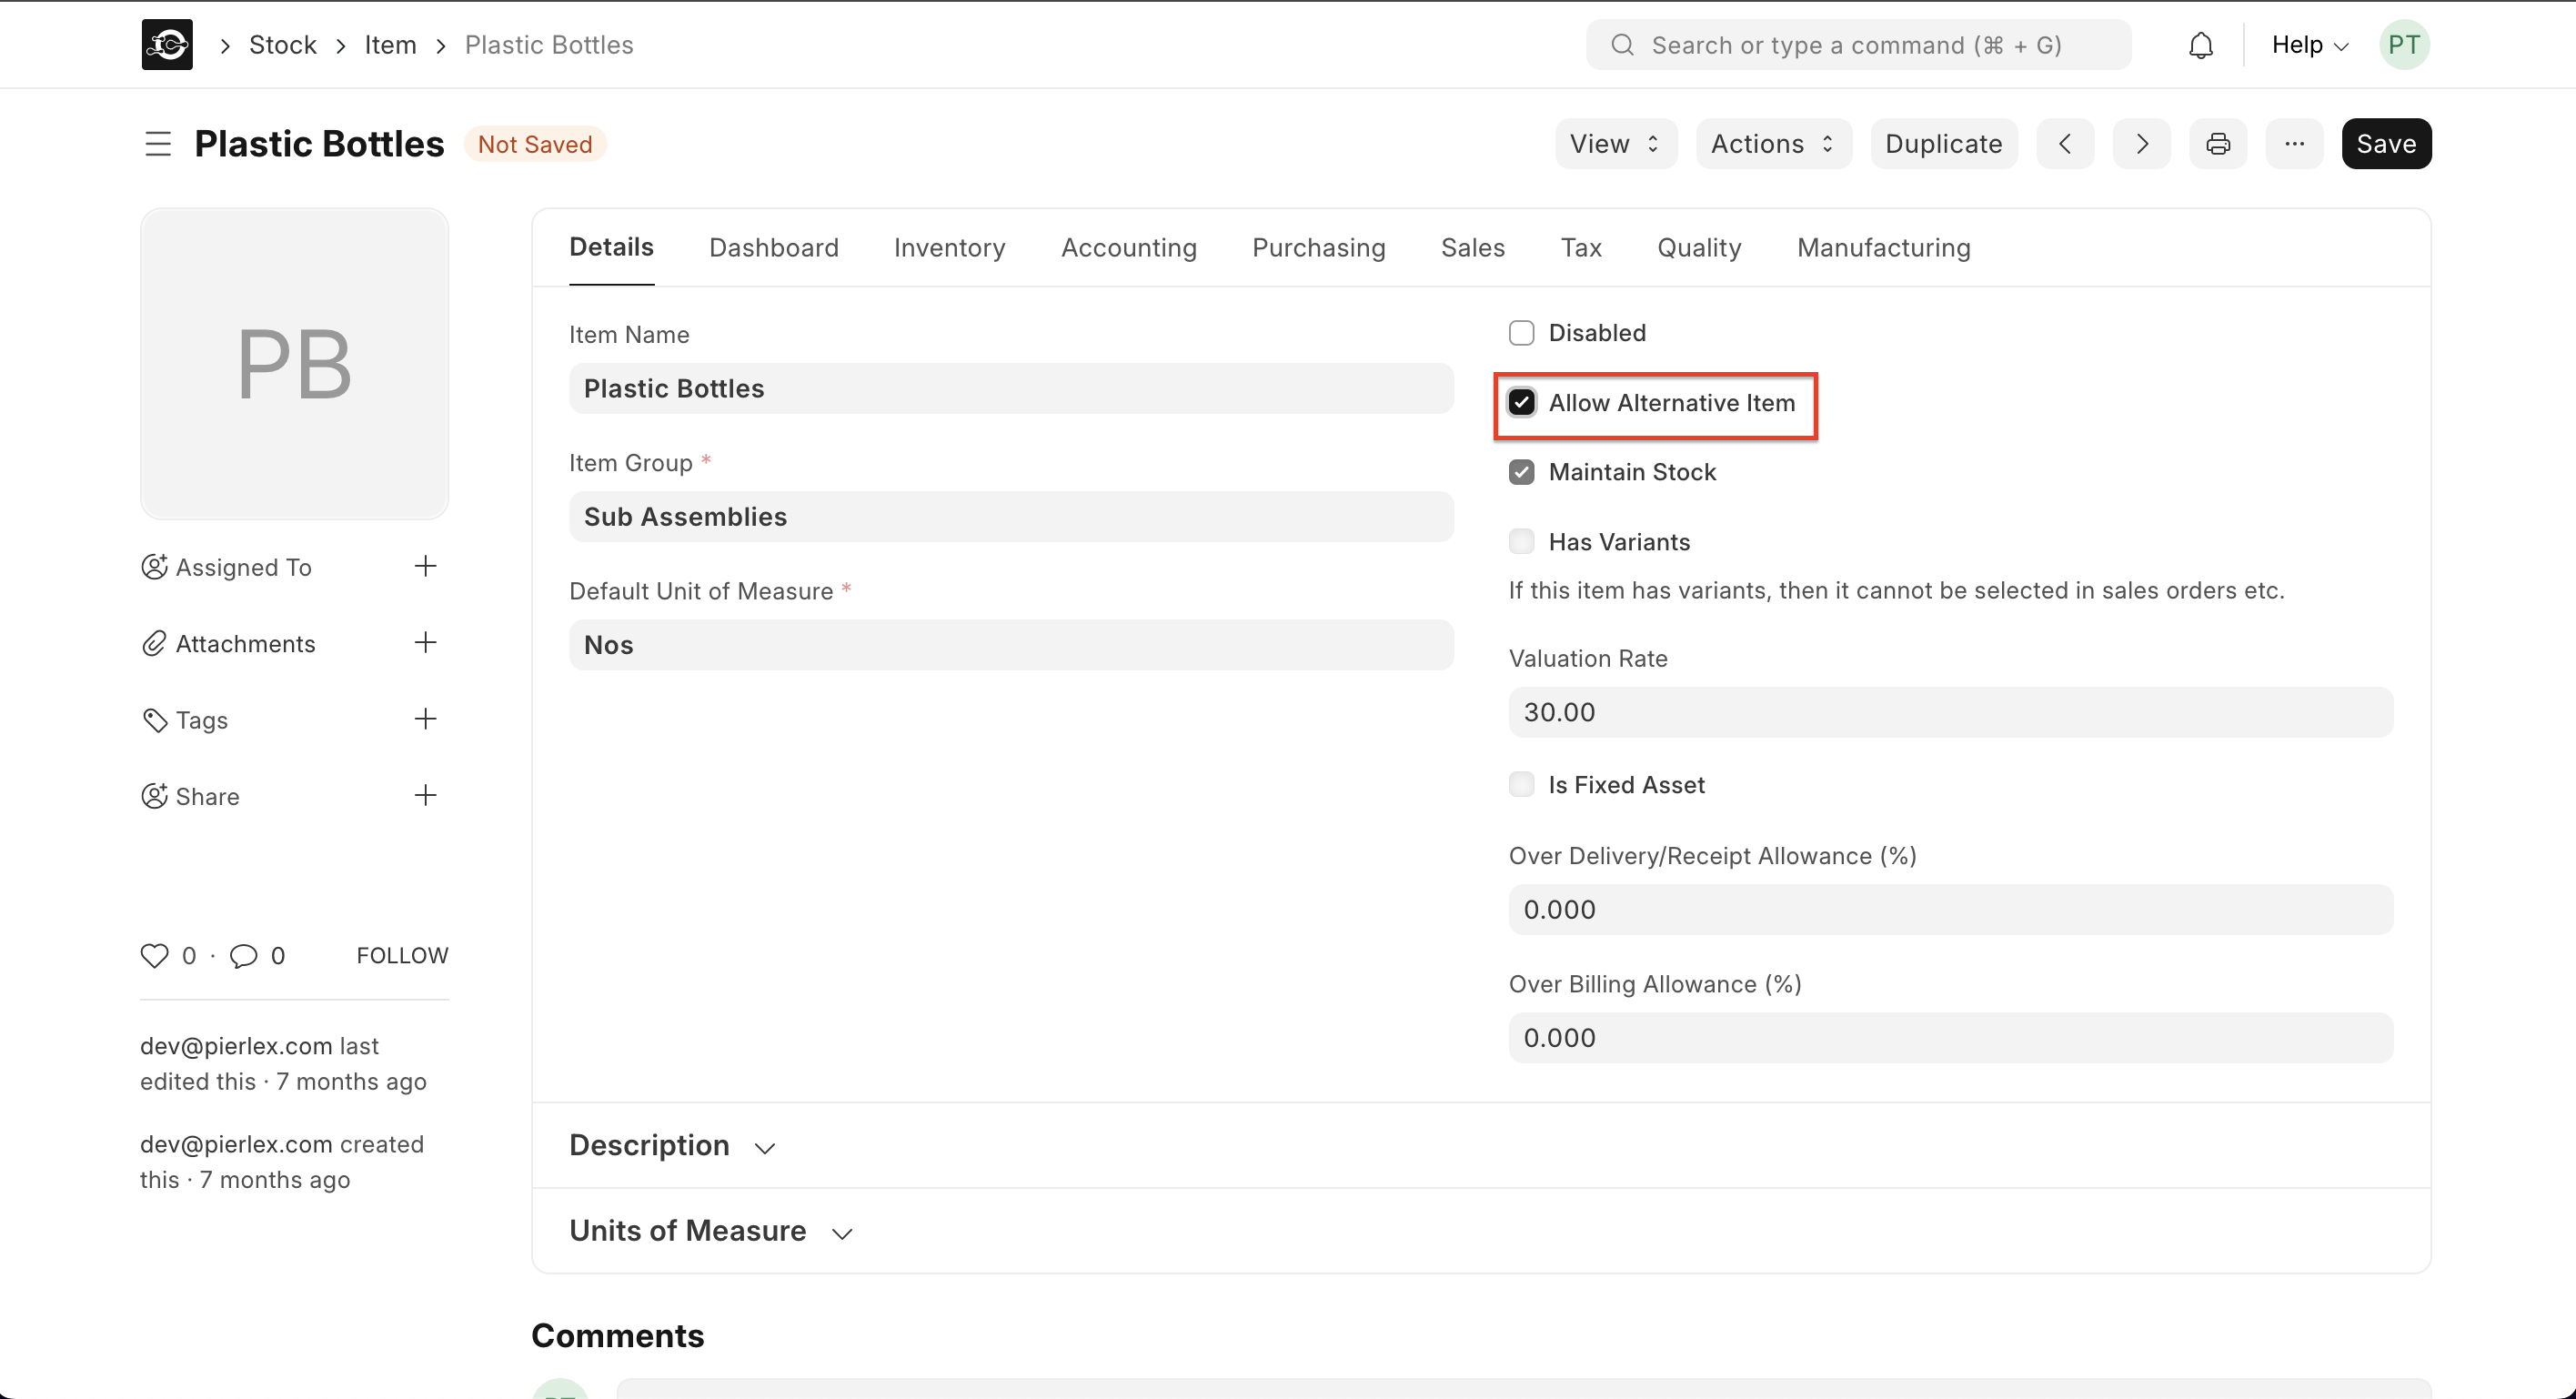 Stock
Item
Plastic Bottles
Search or type a command (⌘ + G)
Help
PT
Plastic Bottles
Not Saved
View
Actions
Duplicate
Save
PB
Assigned To
Attachments
Tags
Share
0 · 0
FOLLOW
dev@pierlex.com last
edited this · 7 months ago
dev@pierlex.com created
this · 7 months ago
Details
Dashboard
Inventory
Accounting
Purchasing
Sales
Tax
Quality
Manufacturing
Item Name
Plastic Bottles
Item Group *
Sub Assemblies
Default Unit of Measure *
Nos
Disabled
Allow Alternative Item
Maintain Stock
Has Variants
If this item has variants, then it cannot be selected in sales orders etc.
Valuation Rate
30.00
Is Fixed Asset
Over Delivery/Receipt Allowance (%)
0.000
Over Billing Allowance (%)
0.000
Description
Units of Measure
Comments